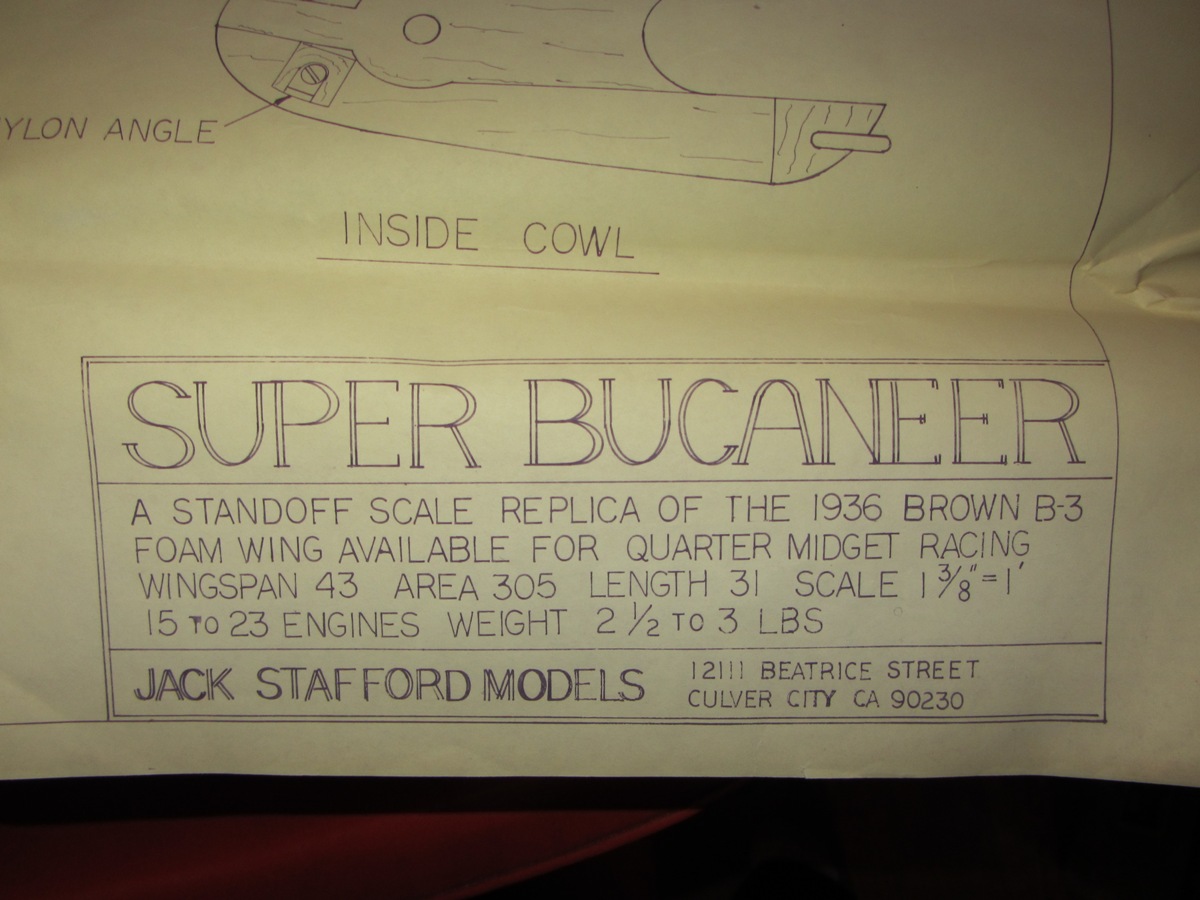 YLON ANGLE
INSIDE COWL
SUPER BUCANEER
A STANDOFF SCALE REPLICA OF THE 1936 BROWN B-3
FOAM WING AVAILABLE FOR QUARTER MIDGET RACING
WINGSPAN 43 AREA 305 LENGTH 31 SCALE 1 3/8" = 1'
15 TO 23 ENGINES WEIGHT 2 1/2 TO 3 LBS
JACK STAFFORD MODELS
12111 BEATRICE STREET
CULVER CITY CA 90230